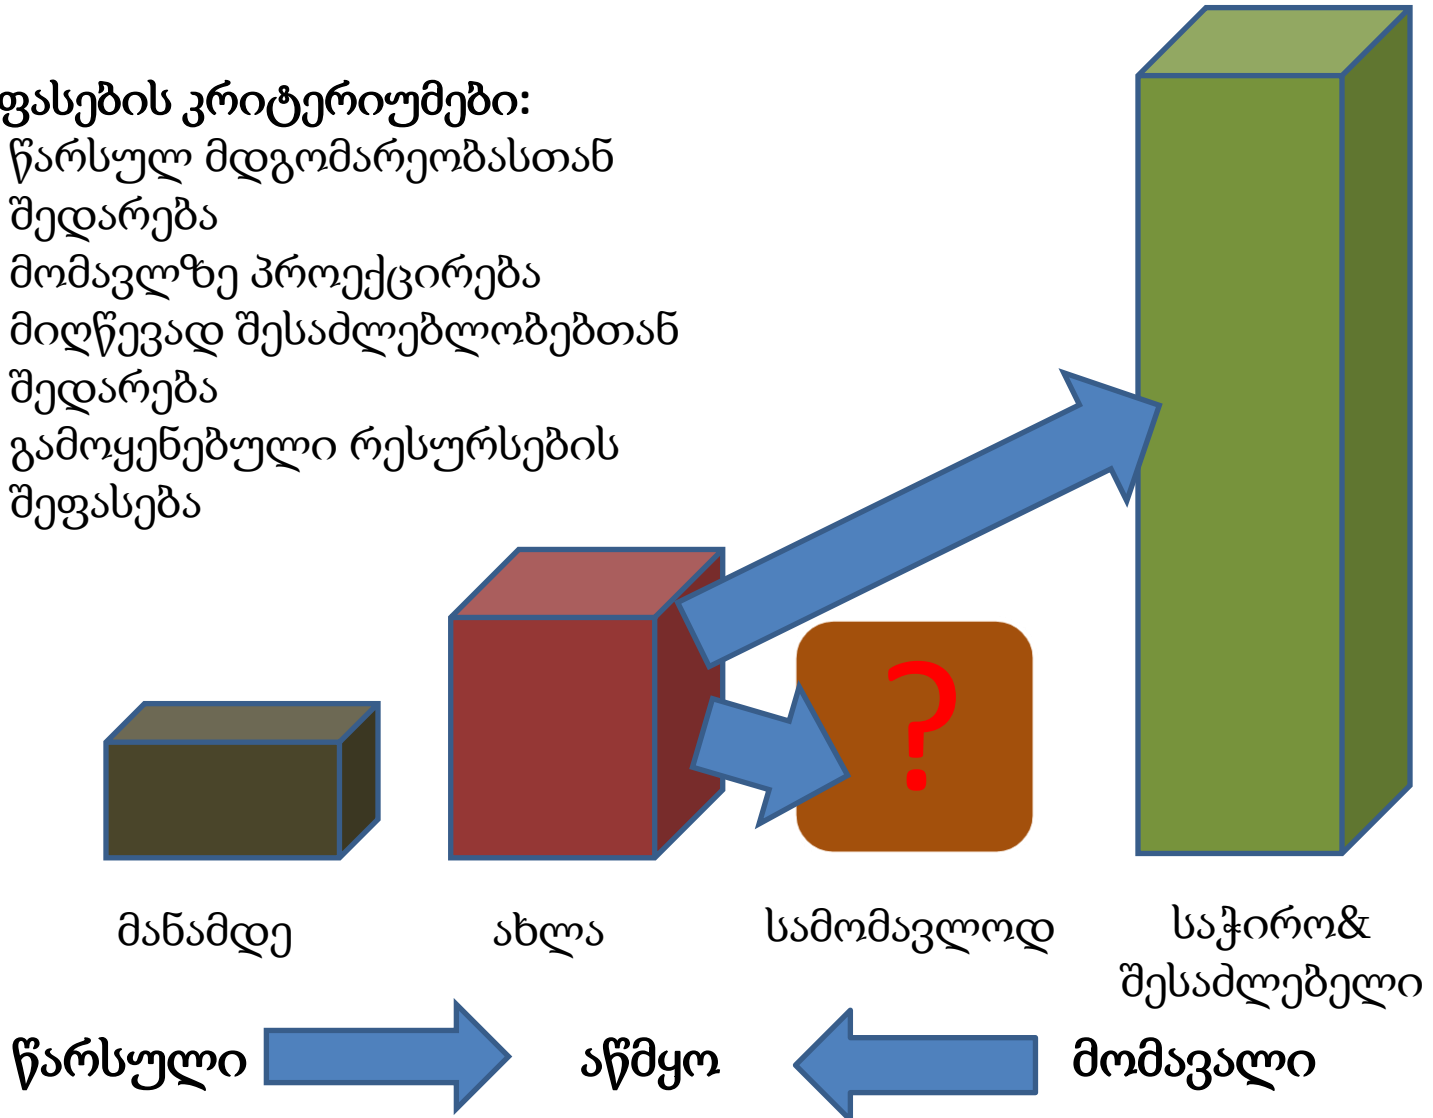 ფასების კრიტერიუმები:
წარსულ მდგომარეობასთან
შედარება
მომავლზე პროექცირება
მიღწევად შესაძლებლობებთან
შედარება
გამოყენებული რესურსების
შეფასება
?
მანამდე
ახლა
სამომავლოდ
საჭირო&
შესაძლებელი
წარსული
აწმყო
მომავალი